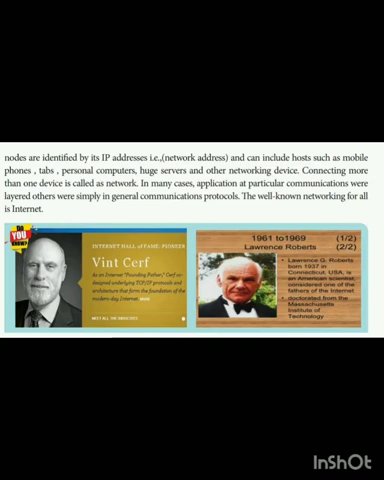 nodes are identified by its IP addresses i.e.,(network address) and can include hosts such as mobile
phones , tabs , personal computers, huge servers and other networking device. Connecting more
than one device is called as network. In many cases, application at particular communications were
layered others were simply in general communications protocols. The well-known networking for all
is Internet.
DO
YOU
KNOW?
INTERNET HALL of FAME PIONEER
Vint Cerf
As an Internet "Founding Father," Cerf co-
designed underlying TCP/IP protocols and
architecture that form the foundation of the
modern-day Internet.
MEET ALL THE INDUCTEES
1961 to1969 (1/2)
Lawrence Roberts (2/2)
• Lawrence G. Roberts
born 1937 in
Connecticut, USA, is
an American scientist,
considered one of the
fathers of the Internet
• doctorated from the
Massachusetts
Institute of
Technology
InShOt